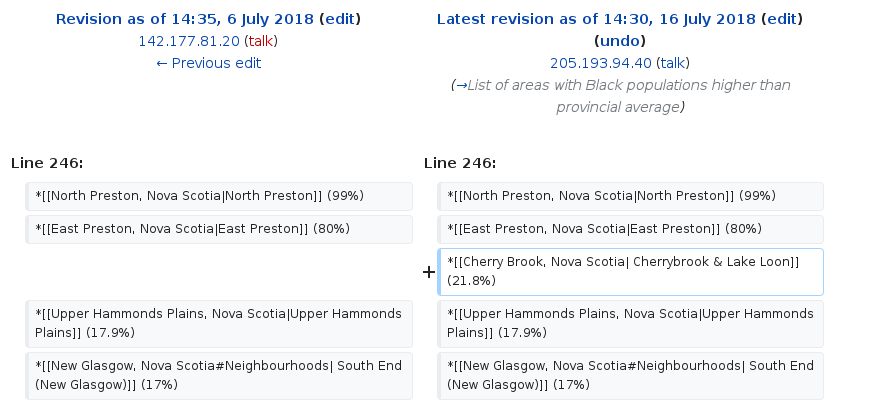 Revision as of 14:35, 6 July 2018 (edit)
142.177.81.20 (talk)
← Previous edit
Latest revision as of 14:30, 16 July 2018 (edit)
(undo)
205.193.94.40 (talk)
(→List of areas with Black populations higher than
provincial average)
Line 246:
Line 246:
*[[North Preston, Nova Scotia|North Preston]] (99%)
*[[North Preston, Nova Scotia|North Preston]] (99%)
*[[East Preston, Nova Scotia|East Preston]] (80%)
*[[East Preston, Nova Scotia|East Preston]] (80%)
+
*[[Cherry Brook, Nova Scotia| Cherrybrook & Lake Loon]]
(21.8%)
*[[Upper Hammonds Plains, Nova Scotia|Upper Hammonds
Plains]] (17.9%)
*[[Upper Hammonds Plains, Nova Scotia|Upper Hammonds
Plains]] (17.9%)
*[[New Glasgow, Nova Scotia#Neighbourhoods| South End
(New Glasgow)]] (17%)
*[[New Glasgow, Nova Scotia#Neighbourhoods| South End
(New Glasgow)]] (17%)